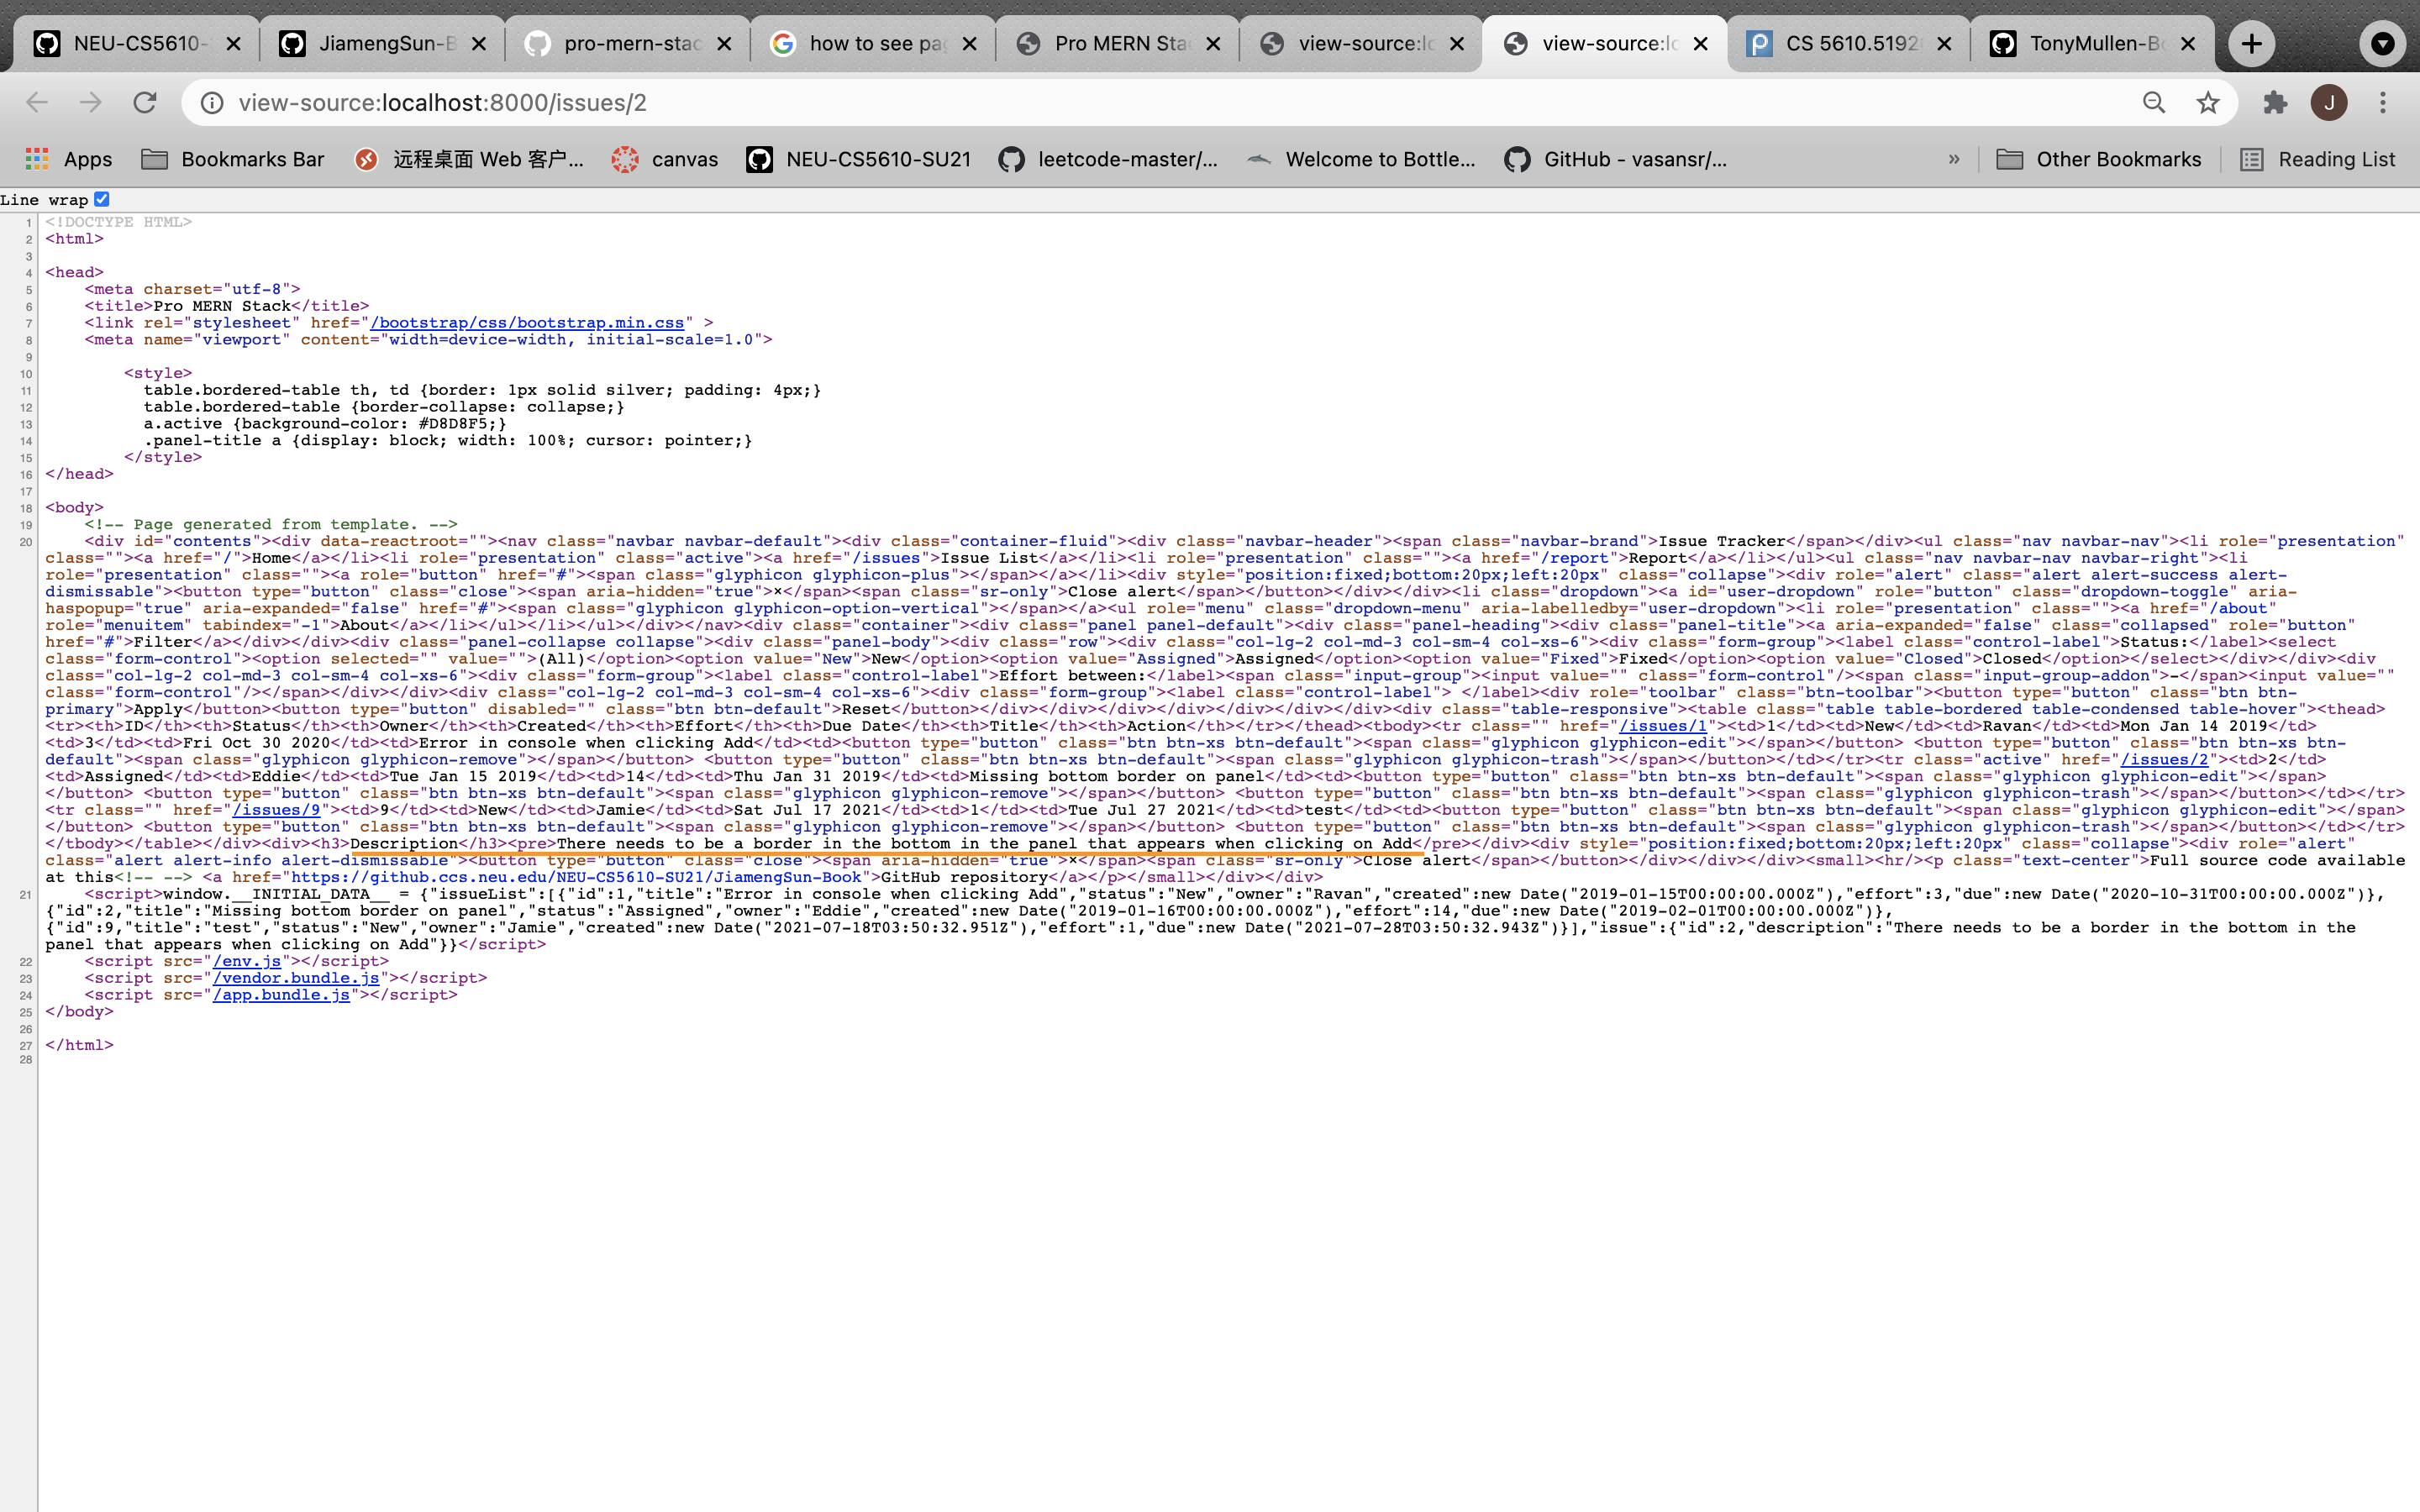 NEU-CS5610- JiamengSun-B pro-mern-stac how to see pag Pro MERN Sta view-source:lo view-source:lo CS 5610.5192 TonyMullen-Bo
view-source:localhost:8000/issues/2 J
Apps Bookmarks Bar 远程桌面 Web 客户... canvas NEU-CS5610-SU21 leetcode-master/... Welcome to Bottle... GitHub - vasansr/... » Other Bookmarks Reading List
Line wrap
1 <!DOCTYPE HTML>
2 <html>
3
4 <head>
5 <meta charset="utf-8">
6 <title>Pro MERN Stack</title>
7 <link rel="stylesheet" href="/bootstrap/css/bootstrap.min.css" >
8 <meta name="viewport" content="width=device-width, initial-scale=1.0">
9
10 <style>
11 table.bordered-table th, td {border: 1px solid silver; padding: 4px;}
12 table.bordered-table {border-collapse: collapse;}
13 a.active {background-color: #D8D8F5;}
14 .panel-title a {display: block; width: 100%; cursor: pointer;}
15 </style>
16 </head>
17
18 <body>
19 <!-- Page generated from template. -->
20 <div id="contents"><div data-reactroot=""><nav class="navbar navbar-default"><div class="container-fluid"><div class="navbar-header"><span class="navbar-brand">Issue Tracker</span></div><ul class="nav navbar-nav"><li role="presentation"
class=""><a href="/">Home</a></li><li role="presentation" class="active"><a href="/issues">Issue List</a></li><li role="presentation" class=""><a href="/report">Report</a></li></ul><ul class="nav navbar-nav navbar-right"><li
role="presentation" class=""><a role="button" href="#"><span class="glyphicon glyphicon-plus"></span></a></li><div style="position:fixed;bottom:20px;left:20px" class="collapse"><div role="alert" class="alert alert-success alert-
dismissable"><button type="button" class="close"><span aria-hidden="true">×</span><span class="sr-only">Close alert</span></button></div></div><li class="dropdown"><a id="user-dropdown" role="button" class="dropdown-toggle" aria-
haspopup="true" aria-expanded="false" href="#"><span class="glyphicon glyphicon-option-vertical"></span></a><ul role="menu" class="dropdown-menu" aria-labelledby="user-dropdown"><li role="presentation" class=""><a href="/about"
role="menuitem" tabindex="-1">About</a></li></ul></li></ul></div></nav><div class="container"><div class="panel panel-default"><div class="panel-heading"><div class="panel-title"><a aria-expanded="false" class="collapsed" role="button"
href="#">Filter</a></div></div><div class="panel-collapse collapse"><div class="panel-body"><div class="row"><div class="col-lg-2 col-md-3 col-sm-4 col-xs-6"><div class="form-group"><label class="control-label">Status:</label><select
class="form-control"><option selected="" value="">(All)</option><option value="New">New</option><option value="Assigned">Assigned</option><option value="Fixed">Fixed</option><option value="Closed">Closed</option></select></div></div><div
class="col-lg-2 col-md-3 col-sm-4 col-xs-6"><div class="form-group"><label class="control-label">Effort between:</label><span class="input-group"><input value="" class="form-control"/><span class="input-group-addon">-</span><input value=""
class="form-control"/></span></div></div><div class="col-lg-2 col-md-3 col-sm-4 col-xs-6"><div class="form-group"><label class="control-label"> </label><div role="toolbar" class="btn-toolbar"><button type="button" class="btn btn-
primary">Apply</button><button type="button" disabled="" class="btn btn-default">Reset</button></div></div></div></div></div></div></div><div class="table-responsive"><table class="table table-bordered table-condensed table-hover"><thead>
<tr><th>ID</th><th>Status</th><th>Owner</th><th>Created</th><th>Effort</th><th>Due Date</th><th>Title</th><th>Action</th></tr></thead><tbody><tr class="" href="/issues/1"><td>1</td><td>New</td><td>Ravan</td><td>Mon Jan 14 2019</td>
<td>3</td><td>Fri Oct 30 2020</td><td>Error in console when clicking Add</td><td><button type="button" class="btn btn-xs btn-default"><span class="glyphicon glyphicon-edit"></span></button> <button type="button" class="btn btn-xs btn-
default"><span class="glyphicon glyphicon-remove"></span></button> <button type="button" class="btn btn-xs btn-default"><span class="glyphicon glyphicon-trash"></span></button></td></tr><tr class="active" href="/issues/2"><td>2</td>
<td>Assigned</td><td>Eddie</td><td>Tue Jan 15 2019</td><td>14</td><td>Thu Jan 31 2019</td><td>Missing bottom border on panel</td><td><button type="button" class="btn btn-xs btn-default"><span class="glyphicon glyphicon-edit"></span>
</button> <button type="button" class="btn btn-xs btn-default"><span class="glyphicon glyphicon-remove"></span></button> <button type="button" class="btn btn-xs btn-default"><span class="glyphicon glyphicon-trash"></span></button></td></tr>
<tr class="" href="/issues/9"><td>9</td><td>New</td><td>Jamie</td><td>Sat Jul 17 2021</td><td>1</td><td>Tue Jul 27 2021</td><td>test</td><td><button type="button" class="btn btn-xs btn-default"><span class="glyphicon glyphicon-edit"></span>
</button> <button type="button" class="btn btn-xs btn-default"><span class="glyphicon glyphicon-remove"></span></button> <button type="button" class="btn btn-xs btn-default"><span class="glyphicon glyphicon-trash"></span></button></td></tr>
</tbody></table></div><div><h3>Description</h3><pre>There needs to be a border in the bottom in the panel that appears when clicking on Add</pre></div><div style="position:fixed;bottom:20px;left:20px" class="collapse"><div role="alert"
class="alert alert-info alert-dismissable"><button type="button" class="close"><span aria-hidden="true">×</span><span class="sr-only">Close alert</span></button></div></div></div><small><hr/><p class="text-center">Full source code available
at this<!-- --> <a href="https://github.ccs.neu.edu/NEU-CS5610-SU21/JiamengSun-Book">GitHub repository</a></p></small></div></div>
21 <script>window.__INITIAL_DATA__ = {"issueList":[{"id":1,"title":"Error in console when clicking Add","status":"New","owner":"Ravan","created":new Date("2019-01-15T00:00:00.000Z"),"effort":3,"due":new Date("2020-10-31T00:00:00.000Z")},
{"id":2,"title":"Missing bottom border on panel","status":"Assigned","owner":"Eddie","created":new Date("2019-01-16T00:00:00.000Z"),"effort":14,"due":new Date("2019-02-01T00:00:00.000Z")},
{"id":9,"title":"test","status":"New","owner":"Jamie","created":new Date("2021-07-18T03:50:32.951Z"),"effort":1,"due":new Date("2021-07-28T03:50:32.943Z")}],"issue":{"id":2,"description":"There needs to be a border in the bottom in the
panel that appears when clicking on Add"}}</script>
22 <script src="/env.js"></script>
23 <script src="/vendor.bundle.js"></script>
24 <script src="/app.bundle.js"></script>
25 </body>
26
27 </html>
28